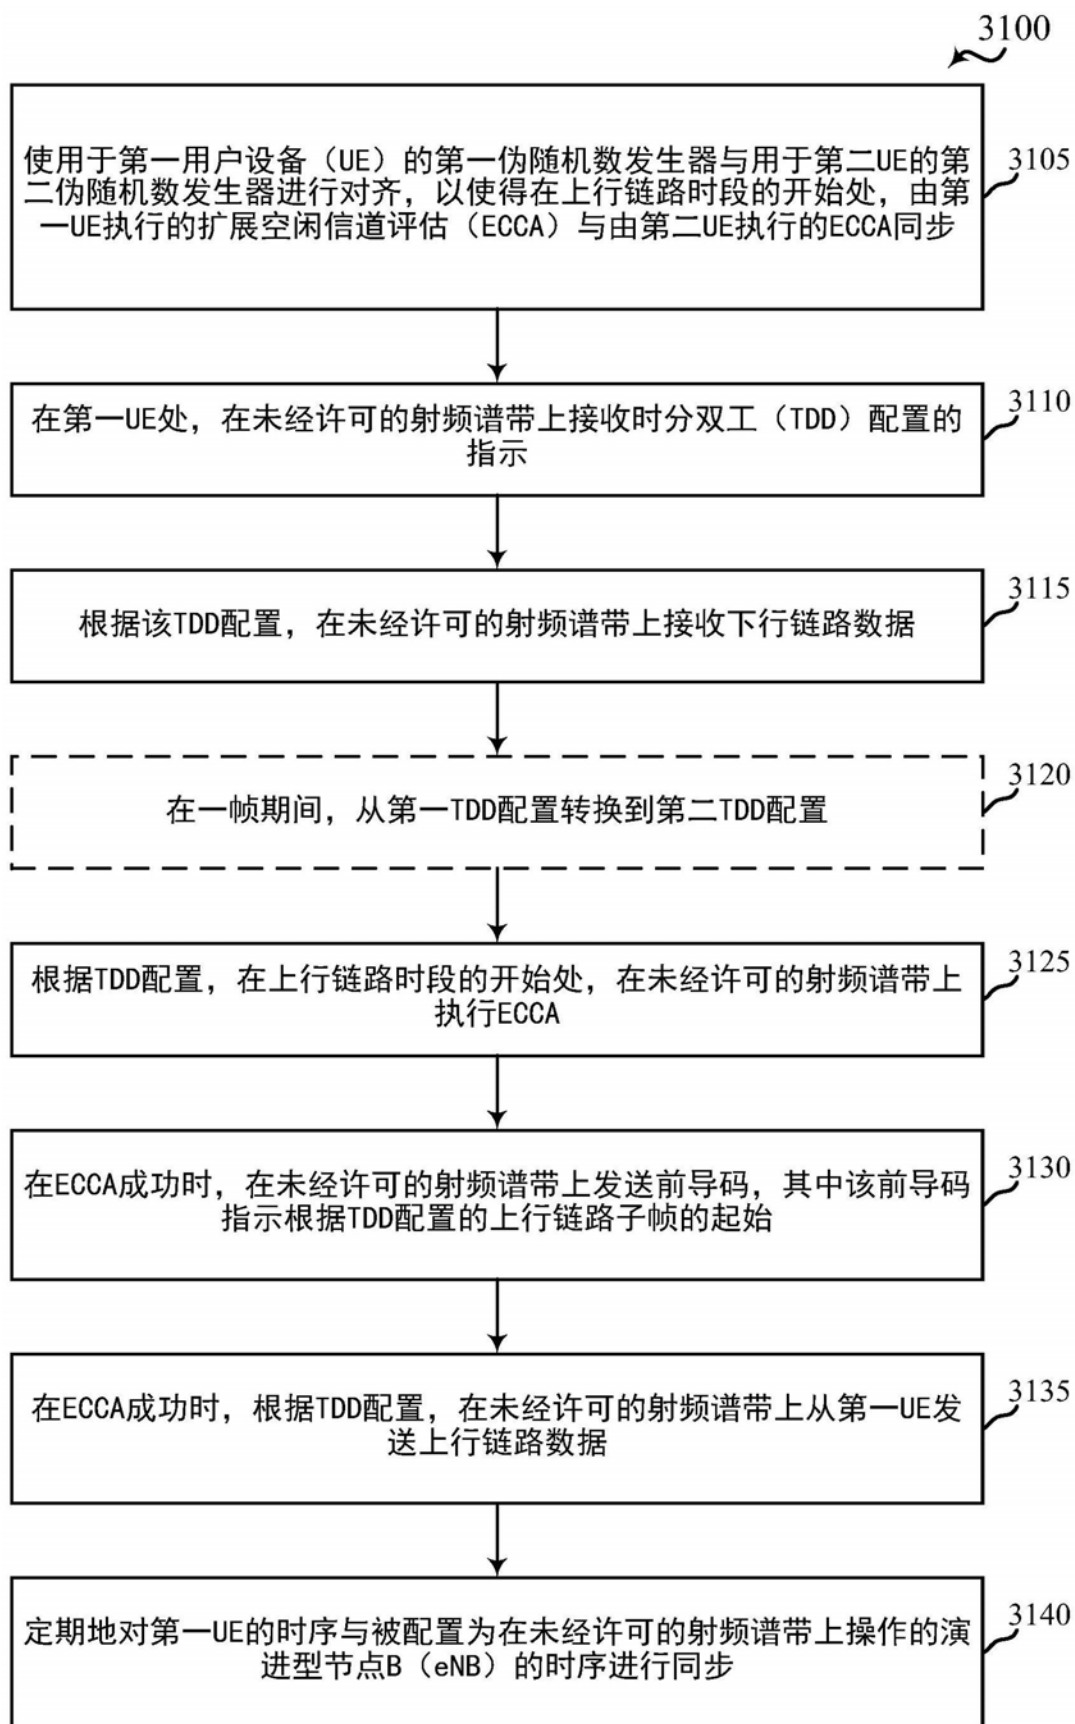 3100
使用于第一用户设备（UE）的第一伪随机数发生器与用于第二UE的第
二伪随机数发生器进行对齐，以使得在上行链路时段的开始处，由第
一UE执行的扩展空闲信道评估（ECCA）与由第二UE执行的ECCA同步
3105
在第一UE处，在未经许可的射频谱带上接收时分双工（TDD）配置的
指示
3110
根据该TDD配置，在未经许可的射频谱带上接收下行链路数据
3115
在一帧期间，从第一TDD配置转换到第二TDD配置
3120
根据TDD配置，在上行链路时段的开始处，在未经许可的射频谱带上
执行ECCA
3125
在ECCA成功时，在未经许可的射频谱带上发送前导码，其中该前导码
指示根据TDD配置的上行链路子帧的起始
3130
在ECCA成功时，根据TDD配置，在未经许可的射频谱带上从第一UE发
送上行链路数据
3135
定期地对第一UE的时序与被配置为在未经许可的射频谱带上操作的演
进型节点B（eNB）的时序进行同步
3140